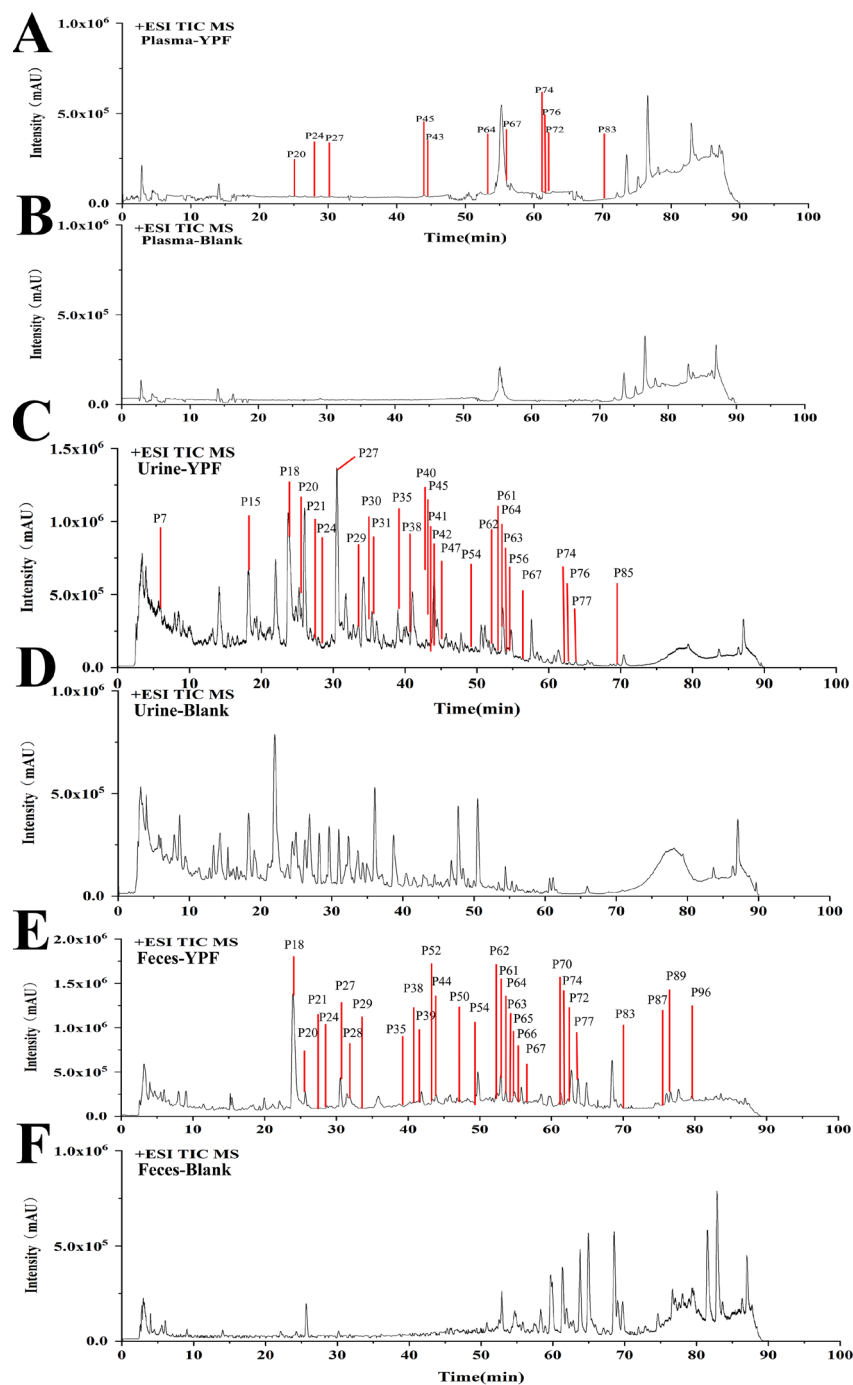 A
+ESI TIC MS
Plasma-YPF
Intensity（mAU）
1.0x10⁶
5.0x10⁵
0.0
P20
P24
P27
P45
P43
P64
P67
P74
P76
P72
P83
0 10 20 30 40 50 60 70 80 90 100
Time(min)
B
+ESI TIC MS
Plasma-Blank
Intensity（mAU）
1.0x10⁶
5.0x10⁵
0.0
0 10 20 30 40 50 60 70 80 90 100
C
+ESI TIC MS
Urine-YPF
Intensity（mAU）
1.5x10⁶
1.0x10⁶
5.0x10⁵
0.0
P7
P15
P18
P20
P21
P24
P27
P29
P30
P31
P35
P38
P40
P45
P41
P42
P47
P54
P62
P61
P64
P63
P56
P67
P74
P76
P77
P85
0 10 20 30 40 50 60 70 80 90 100
Time(min)
D
+ESI TIC MS
Urine-Blank
Intensity（mAU）
1.0x10⁶
5.0x10⁵
0.0
0 10 20 30 40 50 60 70 80 90 100
E
+ESI TIC MS
Feces-YPF
Intensity（mAU）
2.0x10⁶
1.5x10⁶
1.0x10⁶
5.0x10⁵
0.0
P18
P20
P21
P24
P27
P28
P29
P35
P38
P39
P52
P44
P50
P54
P62
P61
P64
P63
P65
P66
P67
P70
P74
P72
P77
P83
P87
P89
P96
0 10 20 30 40 50 60 70 80 90 100
F
+ESI TIC MS
Feces-Blank
Intensity（mAU）
1.0x10⁶
5.0x10⁵
0.0
0 10 20 30 40 50 60 70 80 90 100
Time(min)